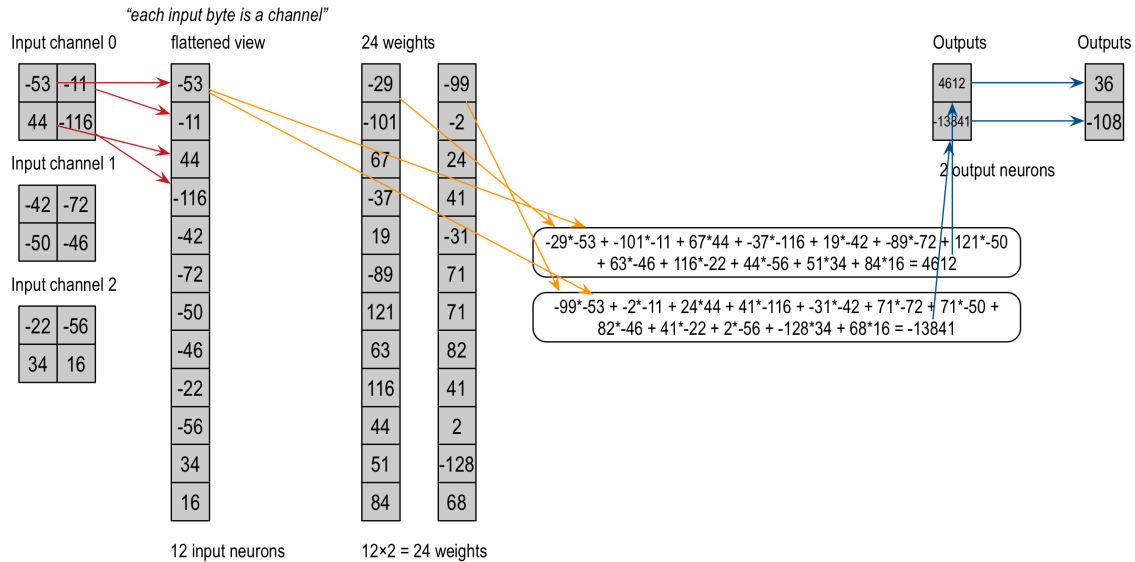 “each input byte is a channel”
Input channel 0
-53 -11
44 -116
Input channel 1
-42 -72
-50 -46
Input channel 2
-22 -56
34 16
flattened view
-53
-11
44
-116
-42
-72
-50
-46
-22
-56
34
16
12 input neurons
24 weights
-29 -99
-101 -2
67 24
-37 41
19 -31
-89 71
121 71
63 82
116 41
44 2
51 -128
84 68
12×2 = 24 weights
-29*-53 + -101*-11 + 67*44 + -37*-116 + 19*-42 + -89*-72 + 121*-50
+ 63*-46 + 116*-22 + 44*-56 + 51*34 + 84*16 = 4612
-99*-53 + -2*-11 + 24*44 + 41*-116 + -31*-42 + 71*-72 + 71*-50 +
82*-46 + 41*-22 + 2*-56 + -128*34 + 68*16 = -13841
Outputs
4612
-13841
2 output neurons
Outputs
36
-108